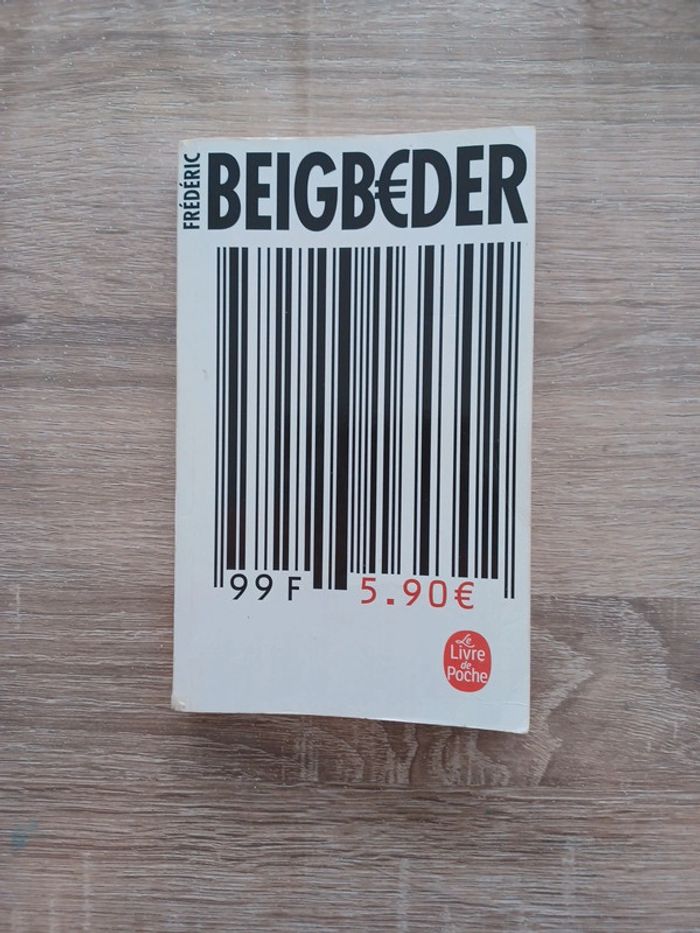 FRÉDÉRIC
BEIGB€DER
99 F 5.90€
Le
Livre
de
Poche